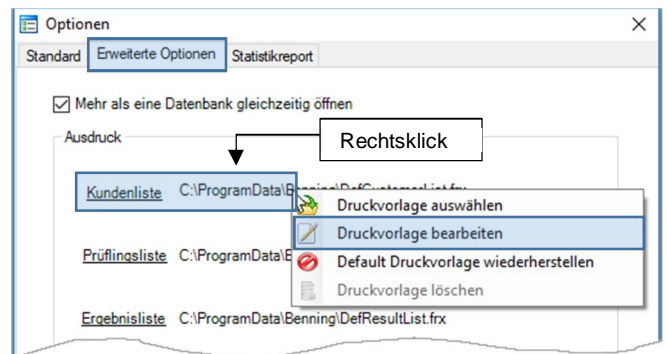 Optionen
Standard Erweiterte Optionen Statistikreport
Mehr als eine Datenbank gleichzeitig öffnen
Ausdruck
Rechtsklick
Kundenliste C:\ProgramData\Benning\DefCustomerList.frx
Druckvorlage auswählen
Druckvorlage bearbeiten
Prüflingsliste C:\ProgramData\B
Default Druckvorlage wiederherstellen
Druckvorlage löschen
Ergebnisliste C:\ProgramData\Benning\DefResultList.frx